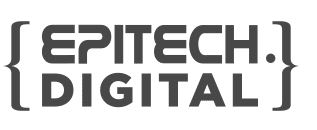 { EPITECH. }
DIGITAL